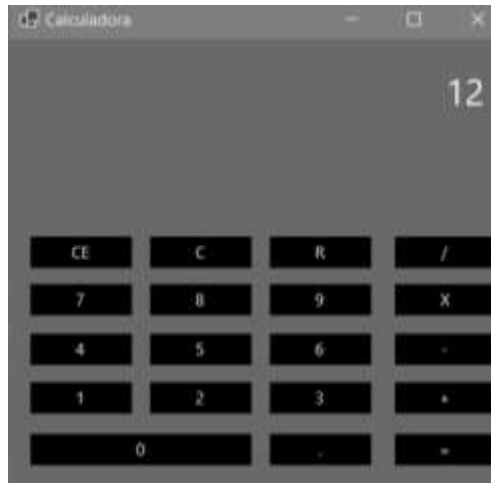 Calculadora
12
CE C R /
7 8 9 X
4 5 6 -
1 2 3 +
0 . =